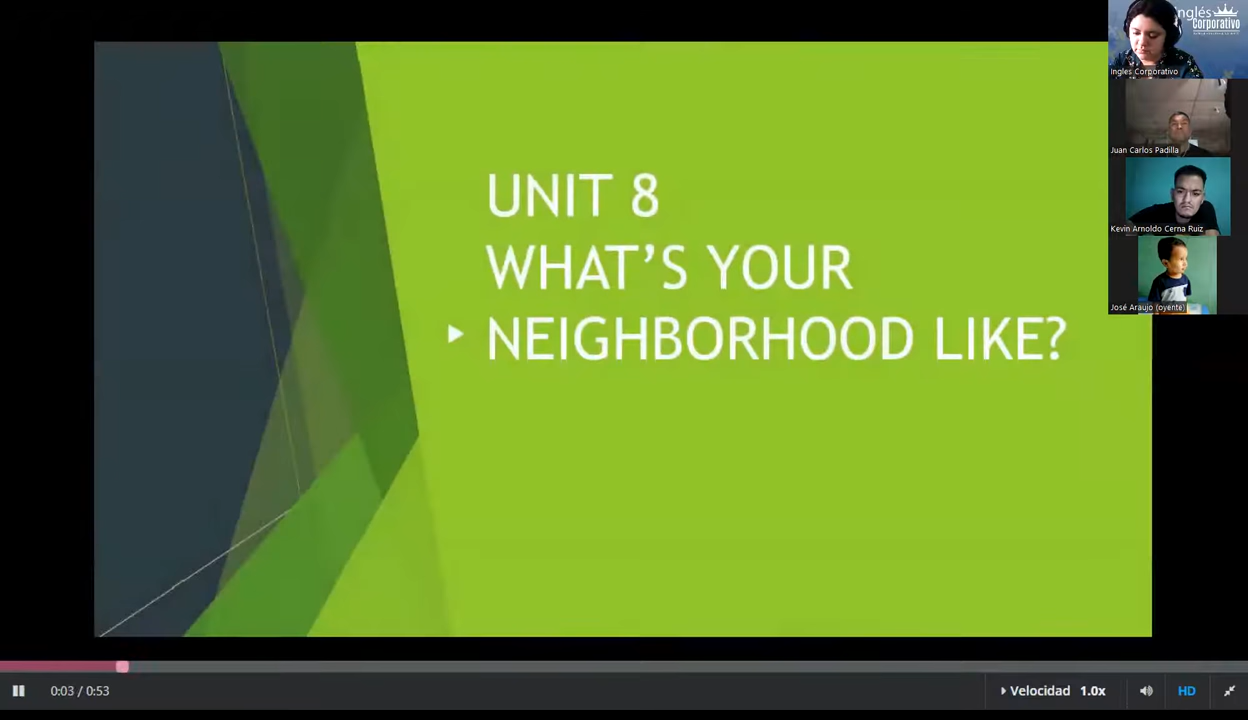 UNIT 8
WHAT'S YOUR
NEIGHBORHOOD LIKE?
Inglés
Corporativo
Ingles Corporativo
Juan Carlos Padilla
Kevin Arnoldo Cerna Ruiz
José Araujo (oyente)
0:03 / 0:53
Velocidad 1.0x
HD